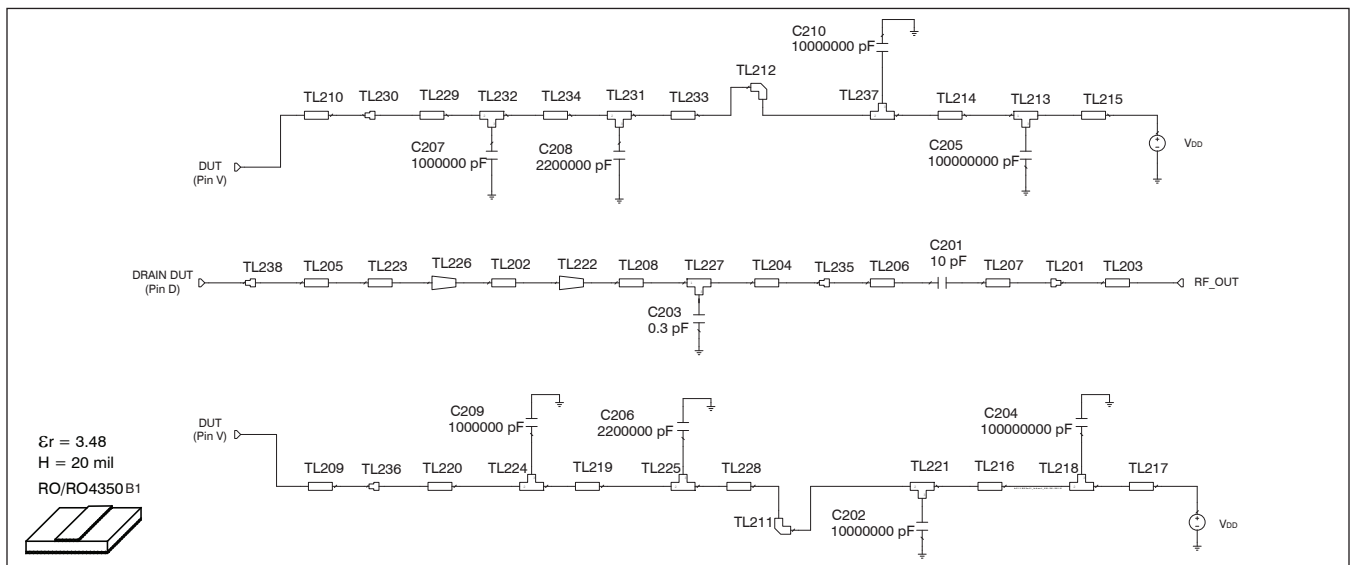 C210
10000000 pF
TL212
TL210 TL230 TL229 TL232 TL234 TL231 TL233 TL237 TL214 TL213 TL215
C207
1000000 pF
C208
2200000 pF
C205
100000000 pF
VDD
DUT
(Pin V)
C201
10 pF
TL238 TL205 TL223 TL226 TL202 TL222 TL208 TL227 TL204 TL235 TL206 TL207 TL201 TL203
DRAIN DUT
(Pin D)
RF_OUT
C203
0.3 pF
C209
1000000 pF
C206
2200000 pF
C204
100000000 pF
DUT
(Pin V)
TL209 TL236 TL220 TL224 TL219 TL225 TL228 TL221 TL216 TL218 TL217
TL211
C202
10000000 pF
VDD
εr = 3.48
H = 20 mil
RO/RO4350B1